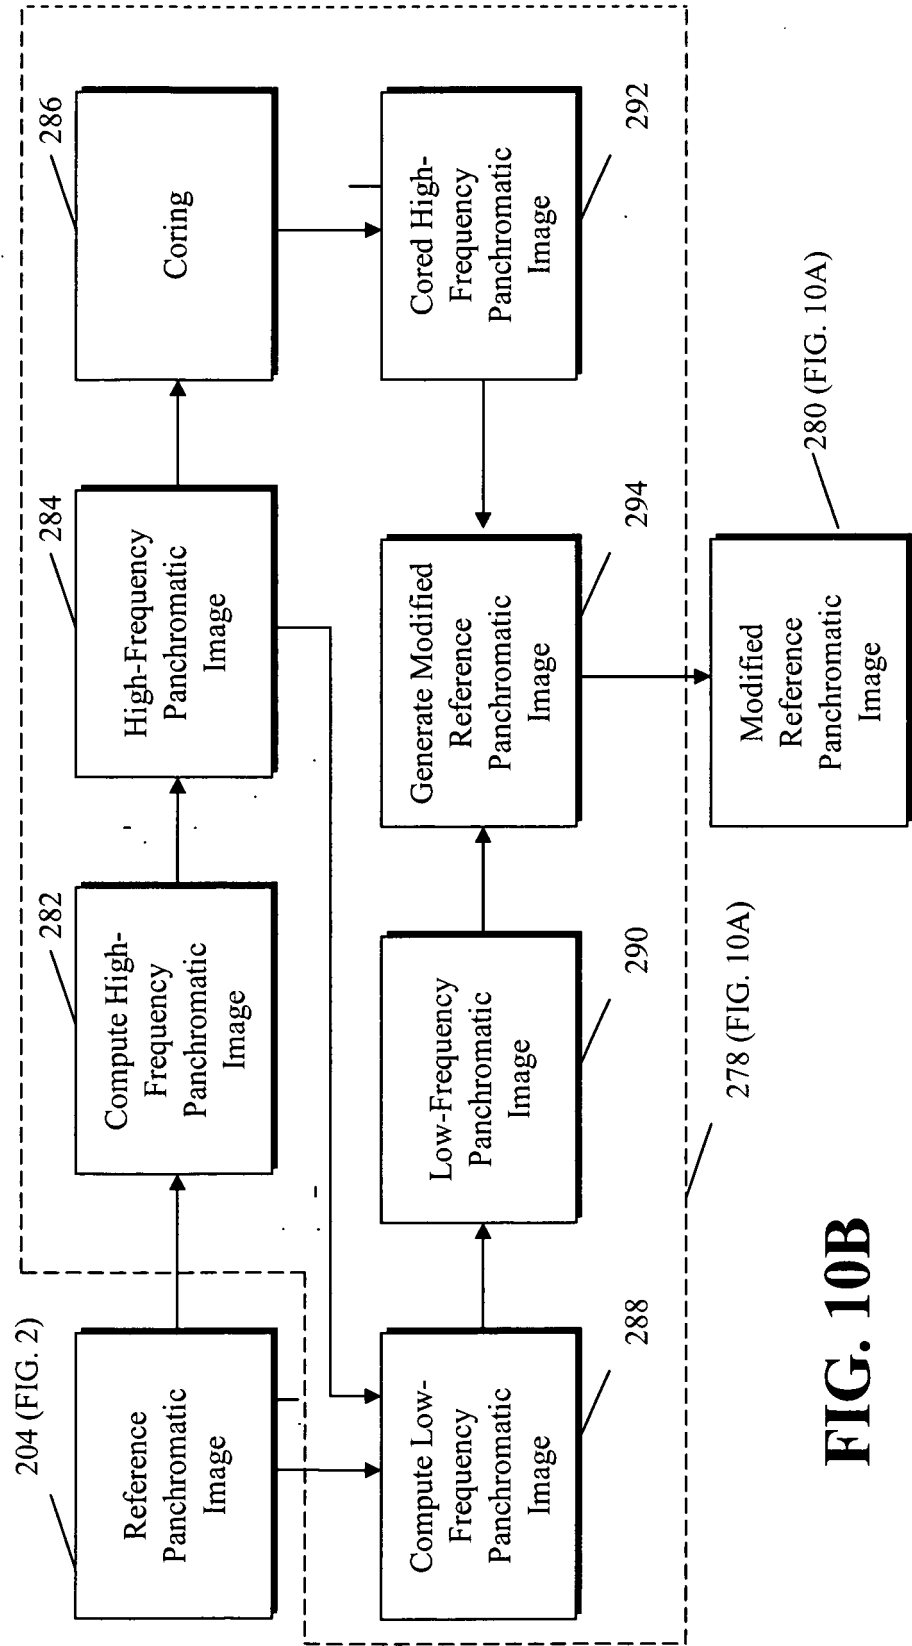 204 (FIG. 2)
Reference
Panchromatic
Image
282
Compute High-
Frequency
Panchromatic
Image
284
High-Frequency
Panchromatic
Image
286
Coring
288
Compute Low-
Frequency
Panchromatic
Image
290
Low-Frequency
Panchromatic
Image
294
Generate Modified
Reference
Panchromatic
Image
292
Cored High-
Frequency
Panchromatic
Image
278 (FIG. 10A)
Modified
Reference
Panchromatic
Image
280 (FIG. 10A)
FIG. 10B